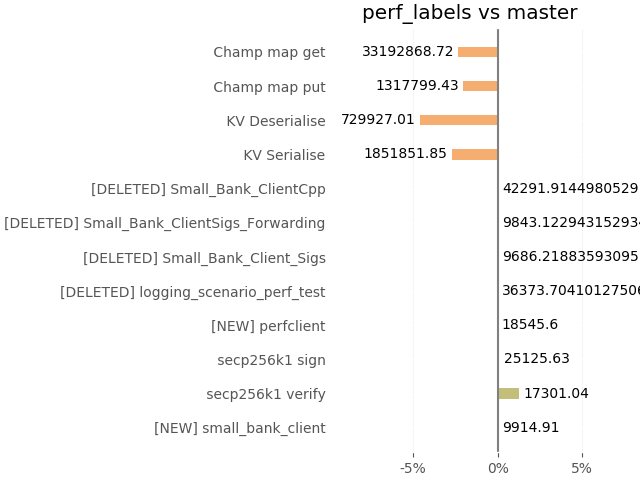 perf_labels vs master
Champ map get 33192868.72
Champ map put 1317799.43
KV Deserialise 729927.01
KV Serialise 1851851.85
[DELETED] Small_Bank_ClientCpp 42291.9144980529
[DELETED] Small_Bank_ClientSigs_Forwarding 9843.12294315293
[DELETED] Small_Bank_Client_Sigs 9686.21883593095
[DELETED] logging_scenario_perf_test 36373.7041012750
[NEW] perfclient 18545.6
secp256k1 sign 25125.63
secp256k1 verify 17301.04
[NEW] small_bank_client 9914.91
-5% 0% 5%